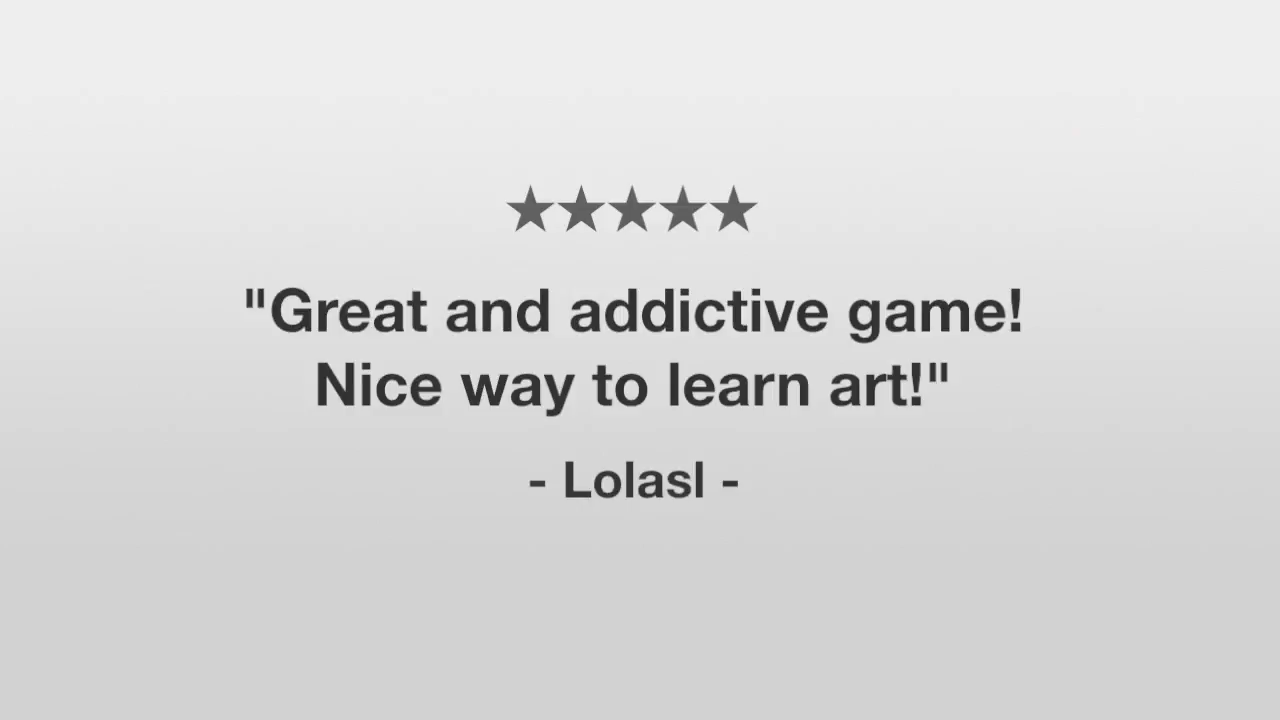 ★★★★★
"Great and addictive game!
Nice way to learn art!"
- Lolasl -